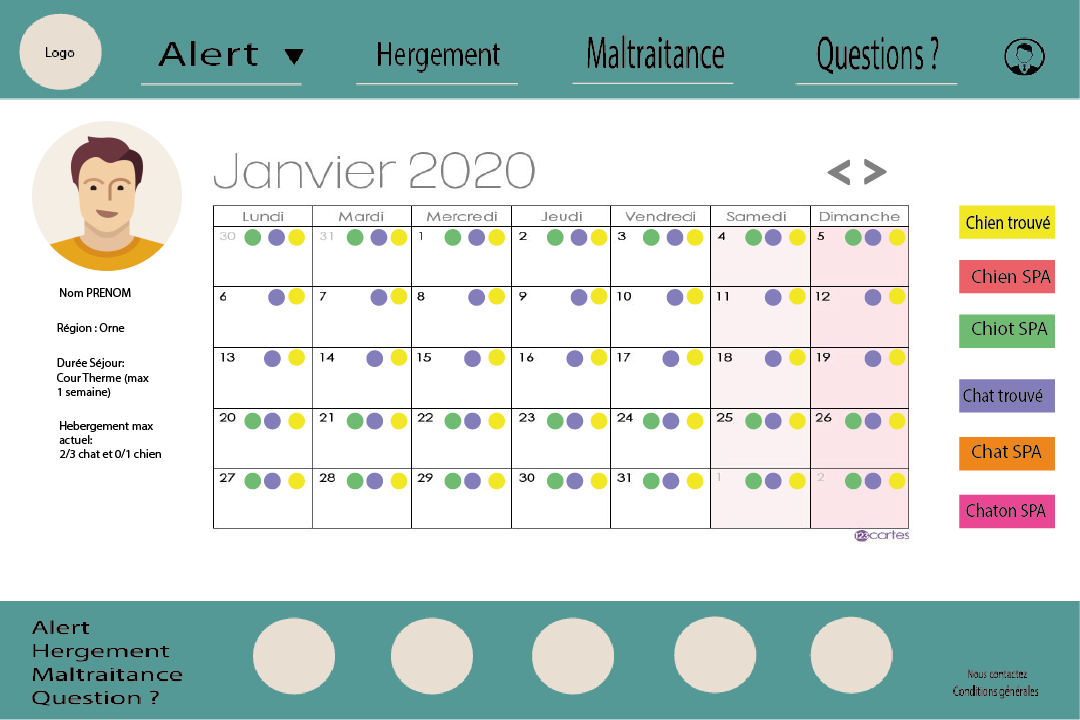 Logo
Alert ▼
Hergement
Maltraitance
Questions ?
Janvier 2020
< >
Lundi Mardi Mercredi Jeudi Vendredi Samedi Dimanche
30 31 1 2 3 4 5
6 7 8 9 10 11 12
13 14 15 16 17 18 19
20 21 22 23 24 25 26
27 28 29 30 31 1 2
123cartes
Nom PRENOM
Région : Orne
Durée Séjour:
Cour Therme (max
1 semaine)
Hebergement max
actuel:
2/3 chat et 0/1 chien
Chien trouvé
Chien SPA
Chiot SPA
Chat trouvé
Chat SPA
Chaton SPA
Alert
Hergement
Maltraitance
Question ?
Nous contactez
Conditions générales